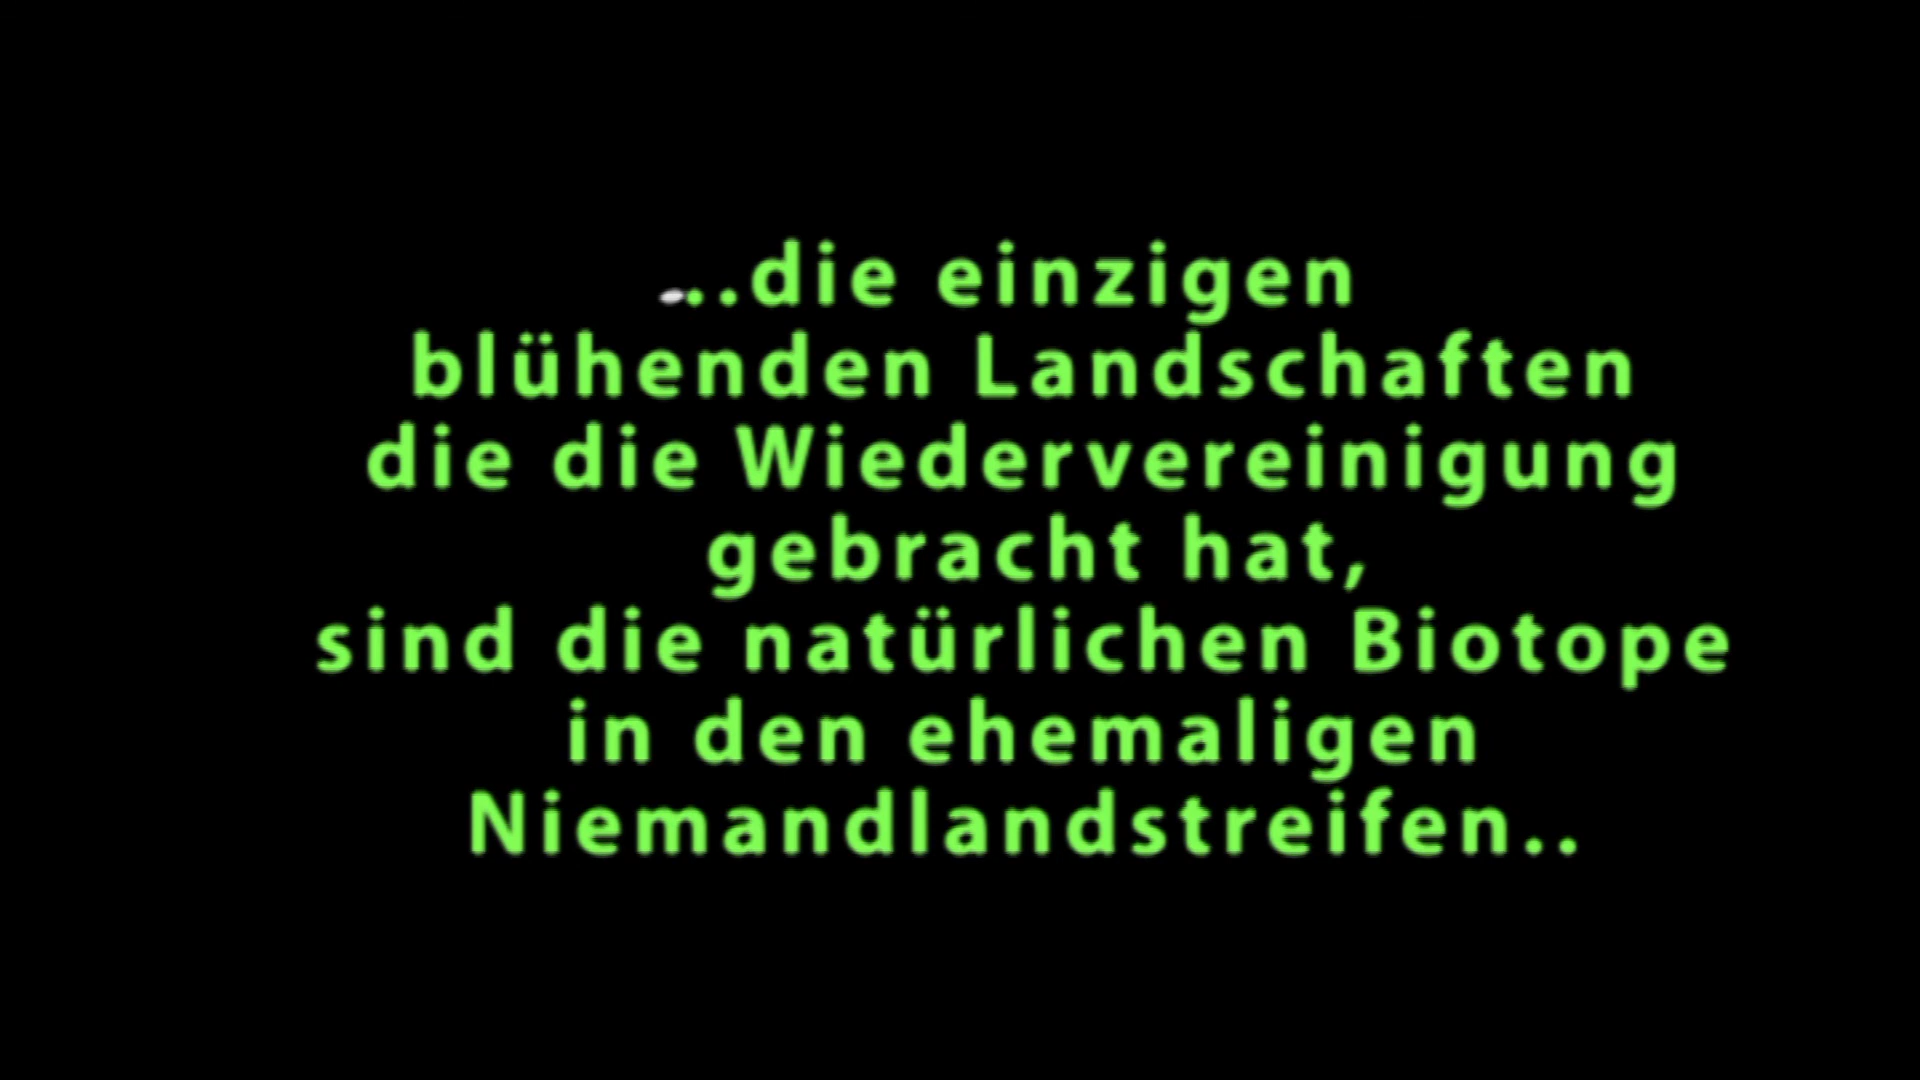 ..die einzigen
blühenden Landschaften
die die Wiedervereinigung
gebracht hat,
sind die natürlichen Biotope
in den ehemaligen
Niemandlandstreifen..